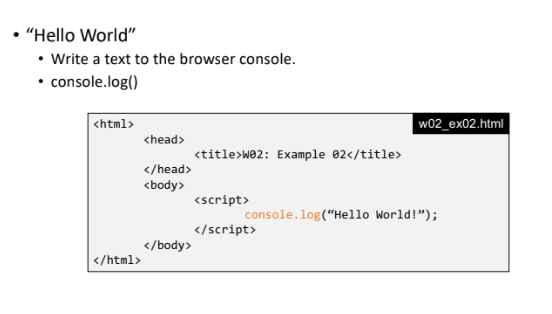 • “Hello World”
• Write a text to the browser console.
• console.log()
w02_ex02.html
<html>
<head>
<title>W02: Example 02</title>
</head>
<body>
<script>
console.log(“Hello World!”);
</script>
</body>
</html>